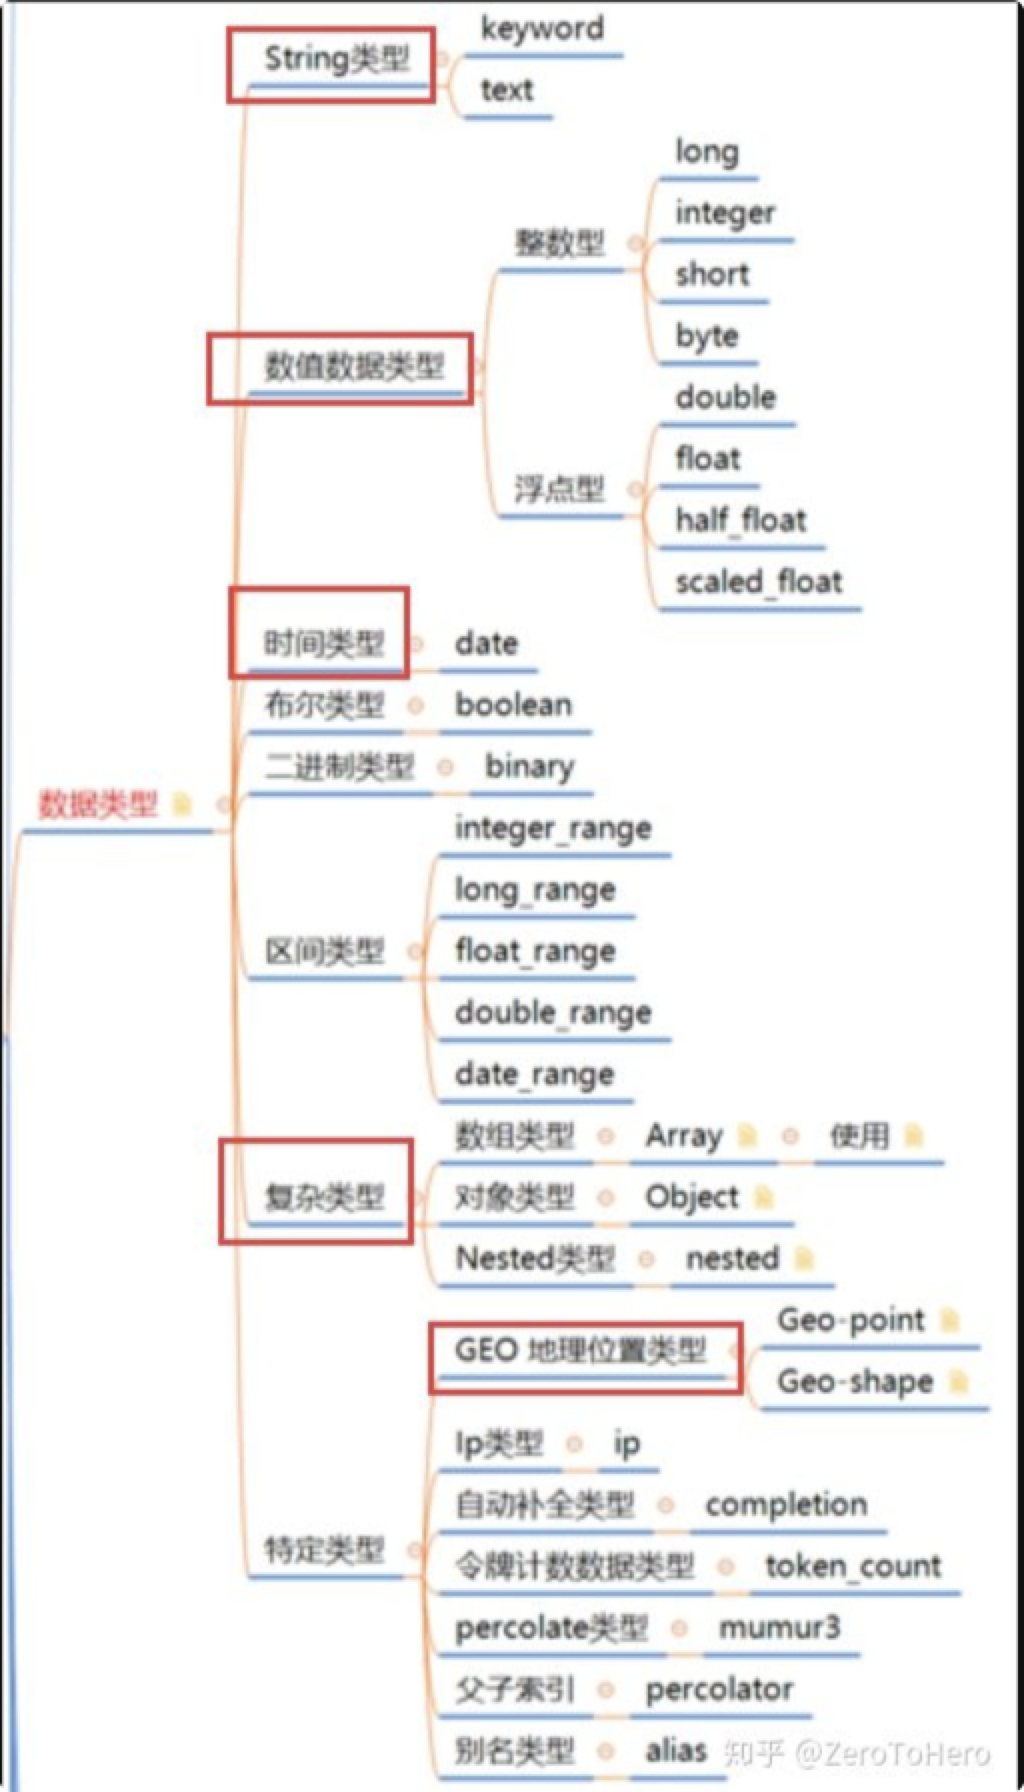 keyword
String类型
text
long
integer
整数型
short
byte
数值数据类型
double
float
浮点型
half_float
scaled_float
时间类型 date
布尔类型 boolean
二进制类型 binary
数据类型
integer_range
long_range
区间类型 float_range
double_range
date_range
数组类型 Array 使用
复杂类型 对象类型 Object
Nested类型 nested
Geo-point
GEO 地理位置类型
Geo-shape
Ip类型 ip
自动补全类型 completion
特定类型
令牌计数数据类型 token_count
percolate类型 mumur3
父子索引 percolator
别名类型 alias
知乎 @ZeroToHero